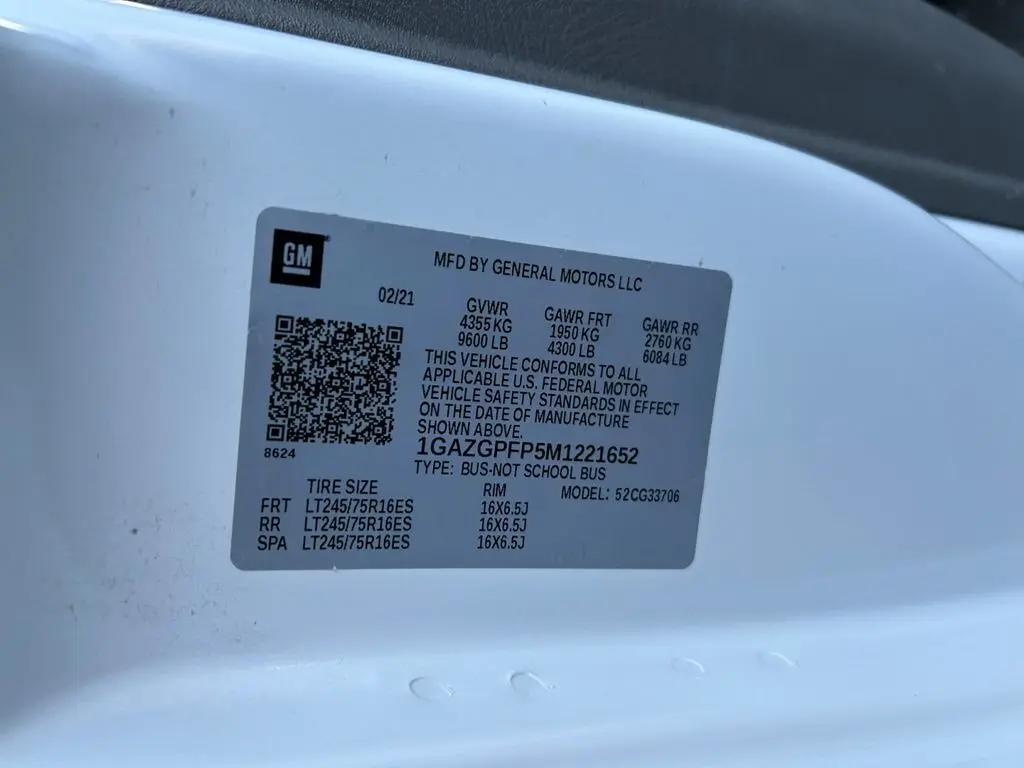 GM
MFD BY GENERAL MOTORS LLC
02/21
GVWR GAWR FRT GAWR RR
4355 KG 1950 KG 2760 KG
9600 LB 4300 LB 6084 LB
THIS VEHICLE CONFORMS TO ALL
APPLICABLE U.S. FEDERAL MOTOR
VEHICLE SAFETY STANDARDS IN EFFECT
ON THE DATE OF MANUFACTURE
SHOWN ABOVE.
8624
1GAZGPFP5M1221652
TYPE: BUS-NOT SCHOOL BUS
TIRE SIZE RIM MODEL: 52CG33706
FRT LT245/75R16ES 16X6.5J
RR LT245/75R16ES 16X6.5J
SPA LT245/75R16ES 16X6.5J